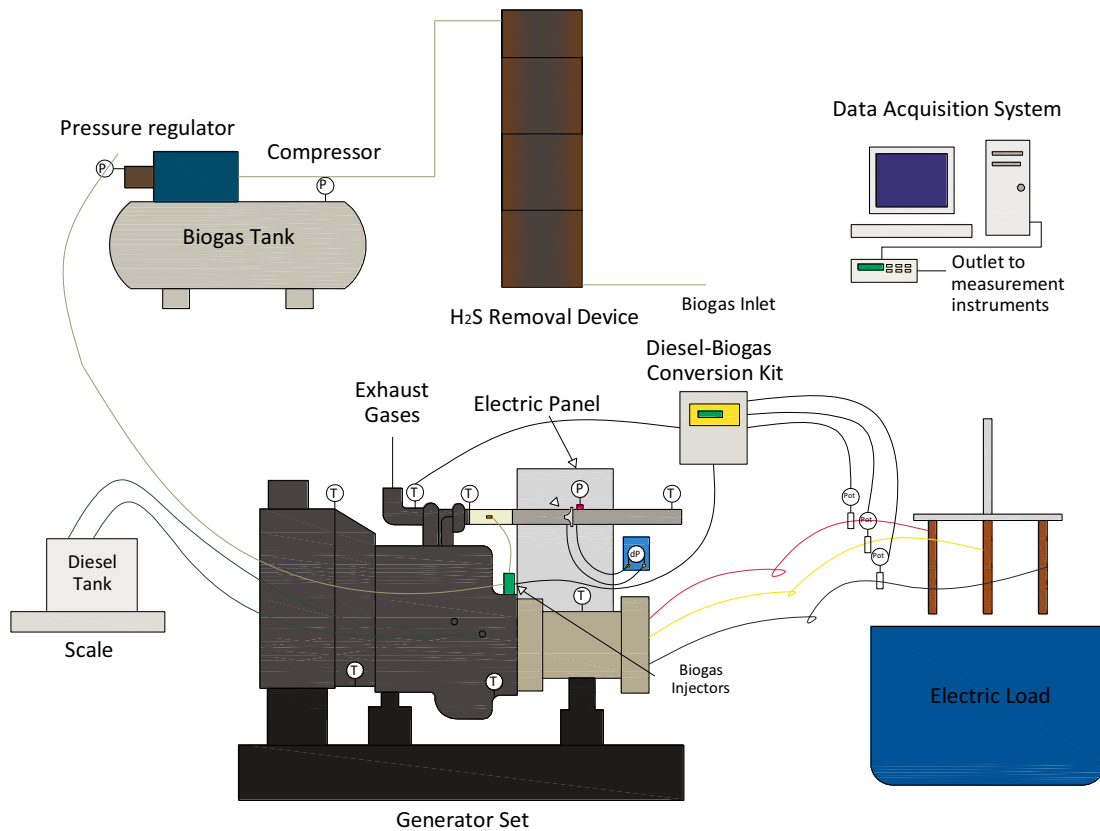 Pressure regulator
Compressor
P
P
Biogas Tank
H2S Removal Device
Biogas Inlet
Data Acquisition System
Outlet to
measurement
instruments
Diesel-Biogas
Conversion Kit
Exhaust
Gases
Electric Panel
T
T
T
P
T
Pot
Pot
Pot
dP
Diesel
Tank
Scale
T
T
T
Biogas
Injectors
Electric Load
Generator Set